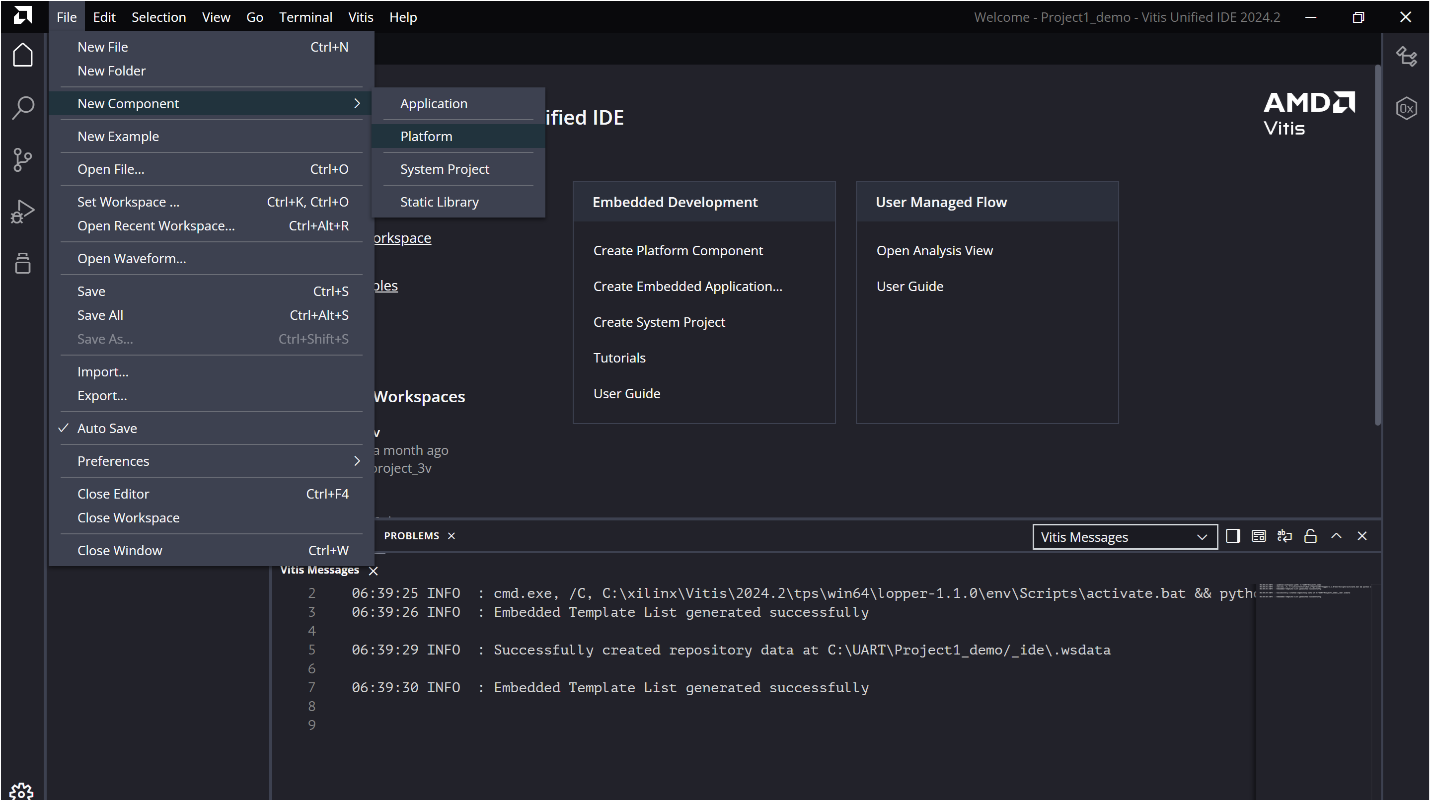 File Edit Selection View Go Terminal Vitis Help
Welcome - Project1_demo - Vitis Unified IDE 2024.2
New File Ctrl+N
New Folder
New Component
New Example
Open File... Ctrl+O
Set Workspace ... Ctrl+K, Ctrl+O
Open Recent Workspace... Ctrl+Alt+R
Open Waveform...
Save Ctrl+S
Save All Ctrl+Alt+S
Save As... Ctrl+Shift+S
Import...
Export...
Auto Save
Preferences
Close Editor Ctrl+F4
Close Workspace
Close Window Ctrl+W
Application
Platform
System Project
Static Library
ified IDE
AMD
Vitis
0x
orkspace
ples
Workspaces
v
a month ago
project_3v
Embedded Development
Create Platform Component
Create Embedded Application...
Create System Project
Tutorials
User Guide
User Managed Flow
Open Analysis View
User Guide
PROBLEMS
Vitis Messages
Vitis Messages
2 06:39:25 INFO : cmd.exe, /C, C:\xilinx\Vitis\2024.2\tps\win64\lopper-1.1.0\env\Scripts\activate.bat && pytho
3 06:39:26 INFO : Embedded Template List generated successfully
4
5 06:39:29 INFO : Successfully created repository data at C:\UART\Project1_demo/_ide\.wsdata
6
7 06:39:30 INFO : Embedded Template List generated successfully
8
9